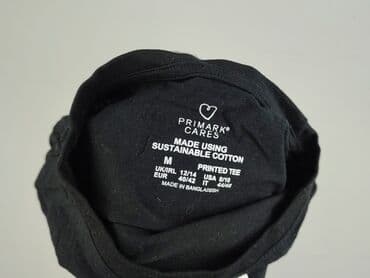 PRIMARK®
CARES
MADE USING
SUSTAINABLE COTTON
M PRINTED TEE
UK/IRL 12/14 USA 8/10
EUR 40/42 IT 44/46
MADE IN BANGLADESH